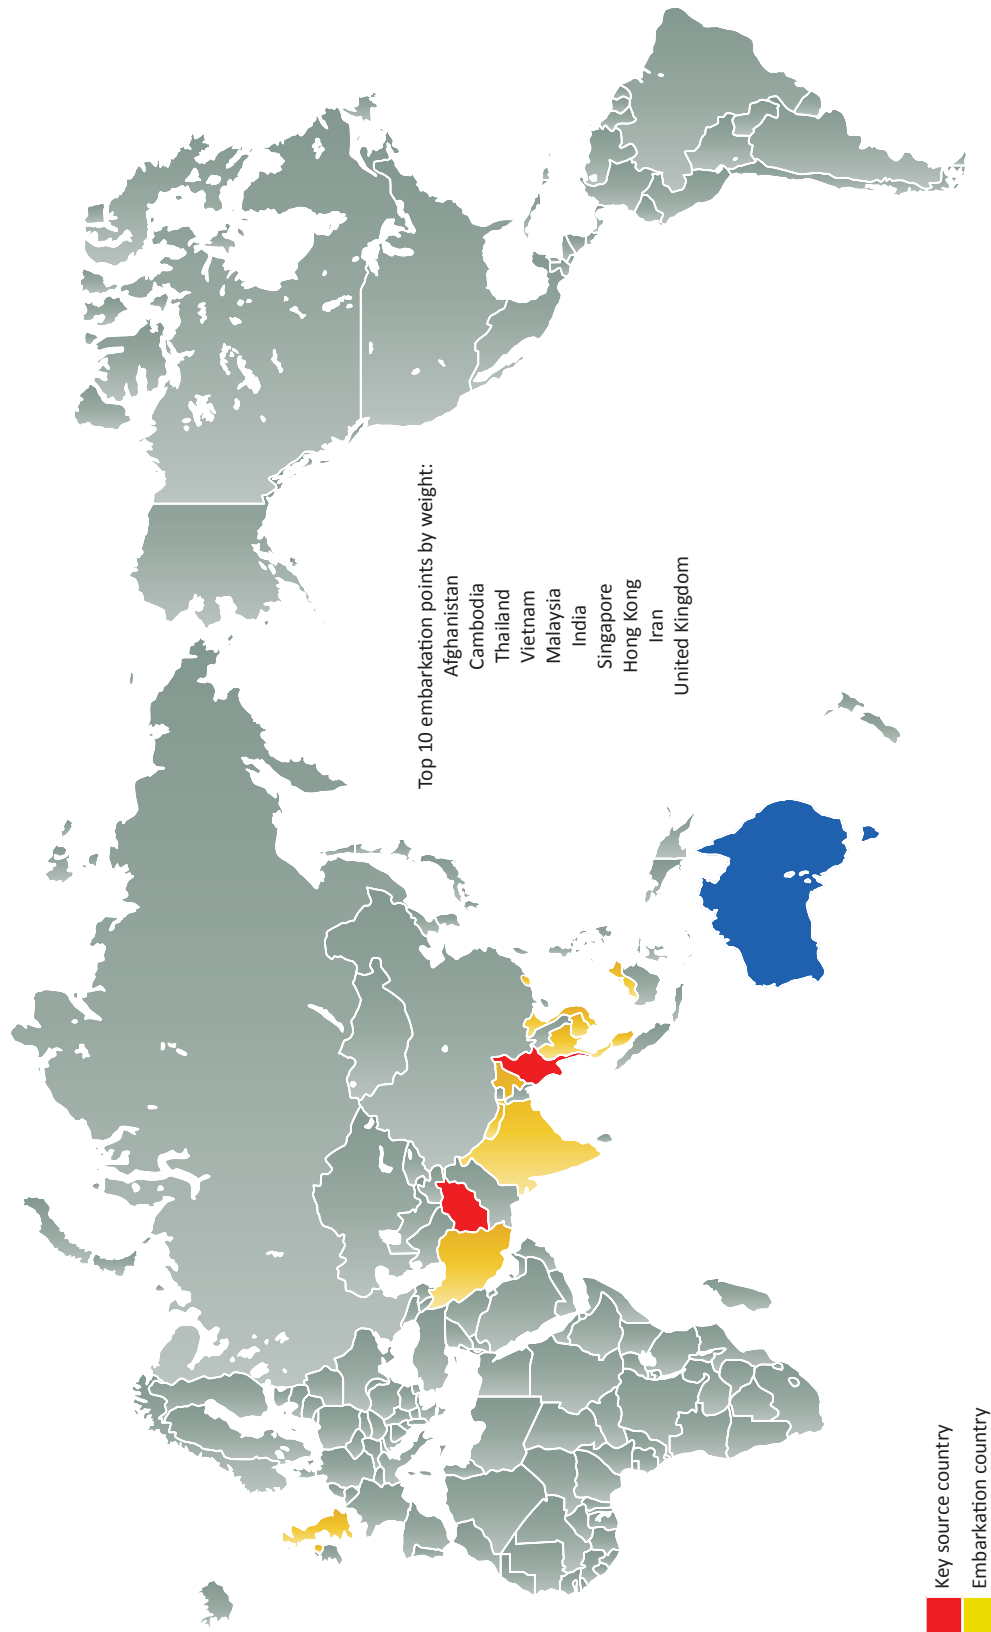 Top 10 embarkation points by weight:
Afghanistan
Cambodia
Thailand
Vietnam
Malaysia
India
Singapore
Hong Kong
Iran
United Kingdom
Key source country
Embarkation country